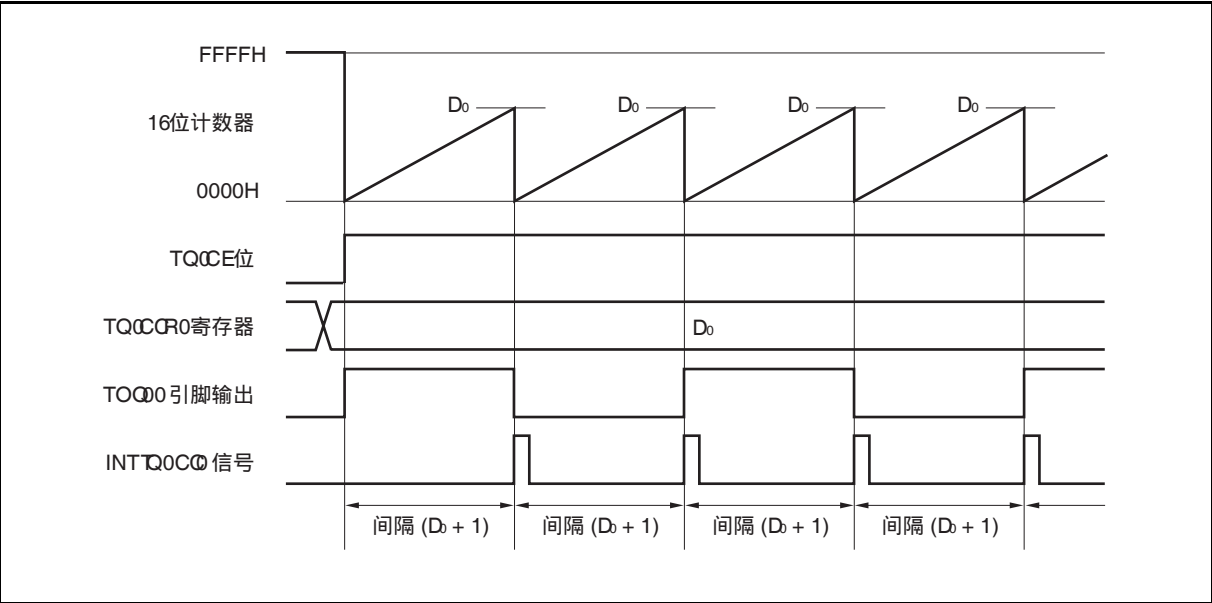 FFFFH
D0 D0 D0 D0
16位计数器
0000H
TQ0CE位
TQ0CCR0寄存器
D0
TOQ00引脚输出
INTTQ0CC0信号
间隔 (D0 + 1) 间隔 (D0 + 1) 间隔 (D0 + 1) 间隔 (D0 + 1)